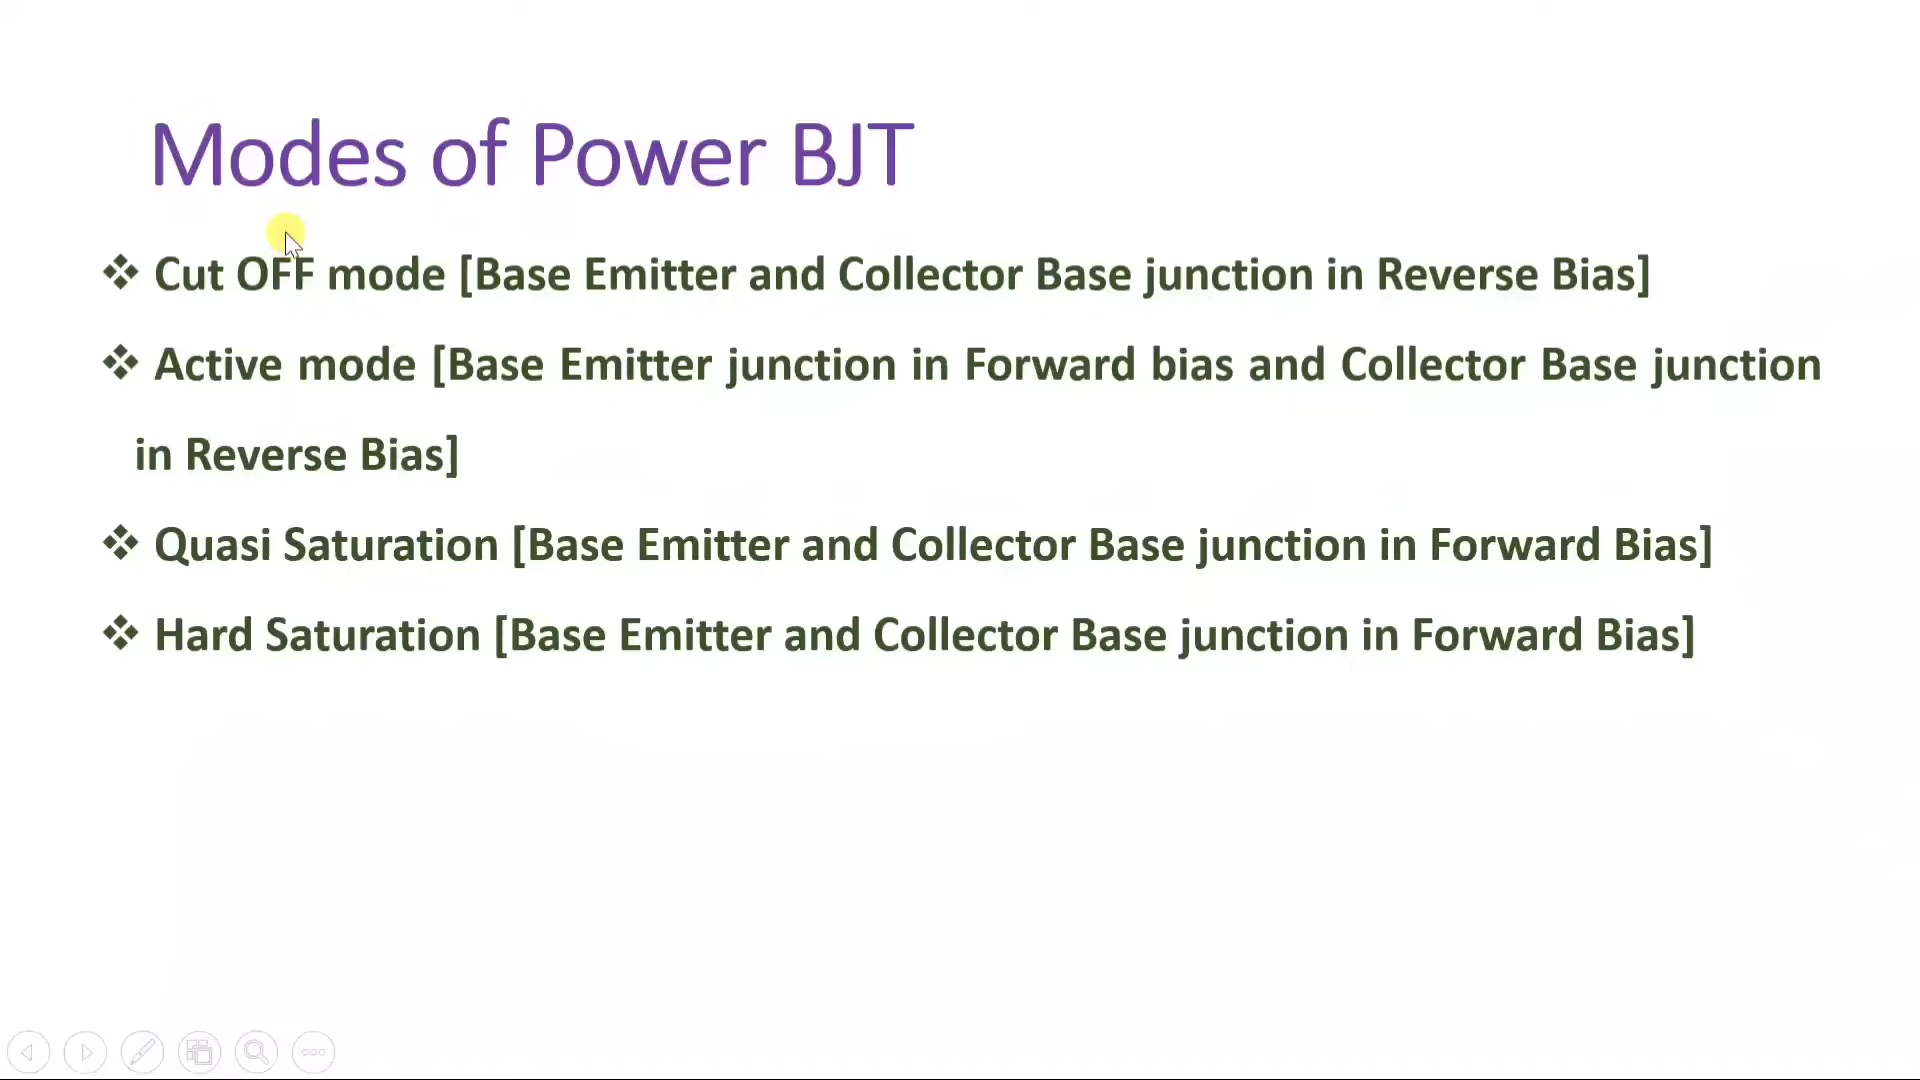 Modes of Power BJT
❖ Cut OFF mode [Base Emitter and Collector Base junction in Reverse Bias]
❖ Active mode [Base Emitter junction in Forward bias and Collector Base junction
in Reverse Bias]
❖ Quasi Saturation [Base Emitter and Collector Base junction in Forward Bias]
❖ Hard Saturation [Base Emitter and Collector Base junction in Forward Bias]